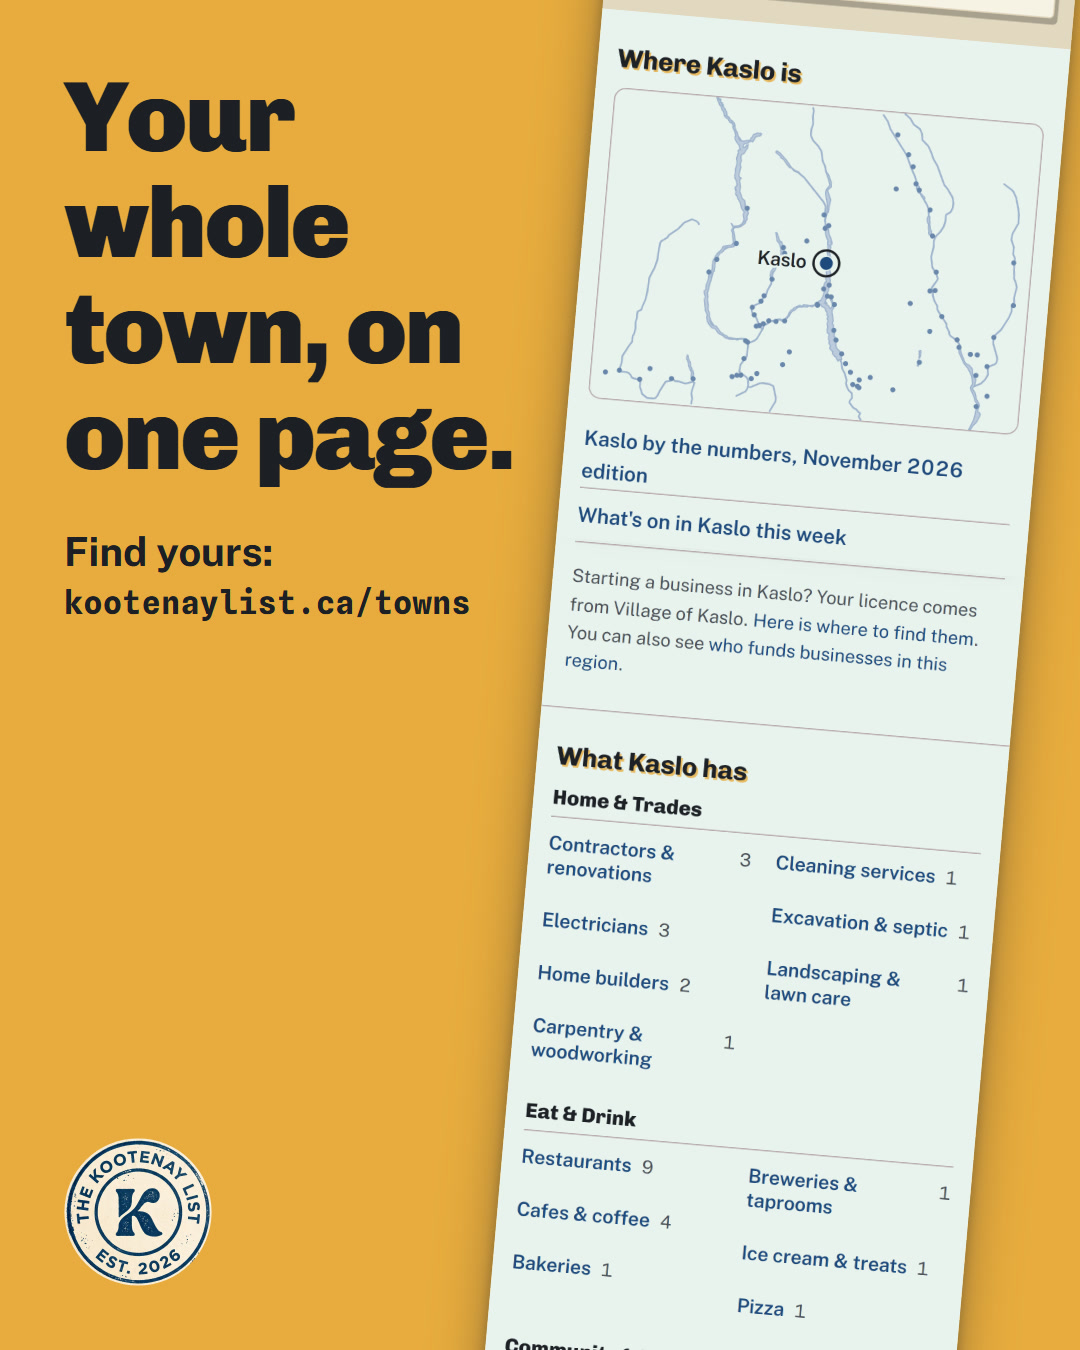 Your
whole
town, on
one page.
Find yours:
kootenaylist.ca/towns
THE KOOTENAY LIST
K
EST. 2026
Where Kaslo is
Kaslo
Kaslo by the numbers, November 2026
edition
What's on in Kaslo this week
Starting a business in Kaslo? Your licence comes
from Village of Kaslo. Here is where to find them.
You can also see who funds businesses in this
region.
What Kaslo has
Home & Trades
Contractors &
renovations 3
Electricians 3
Home builders 2
Carpentry &
woodworking 1
Cleaning services 1
Excavation & septic 1
Landscaping &
lawn care 1
Eat & Drink
Restaurants 9
Cafes & coffee 4
Bakeries 1
Breweries &
taprooms 1
Ice cream & treats 1
Pizza 1